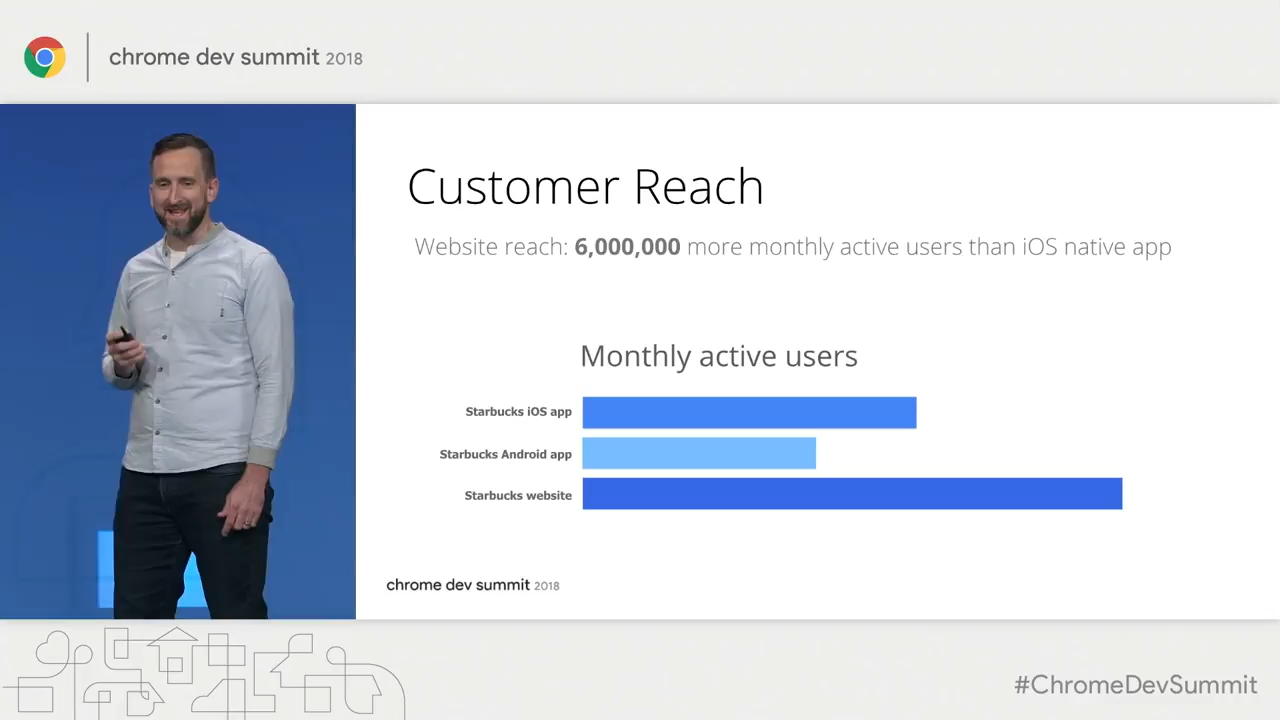 chrome dev summit 2018
Customer Reach
Website reach: 6,000,000 more monthly active users than iOS native app
Monthly active users
Starbucks iOS app
Starbucks Android app
Starbucks website
chrome dev summit 2018
#ChromeDevSummit